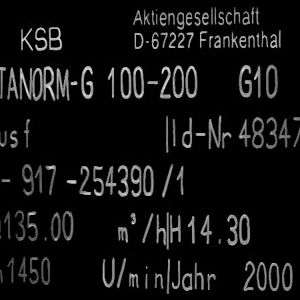 Aktiengesellschaft
KSB D-67227 Frankenthal
TANORM-G 100-200 G10
usf Id-Nr 48347
- 917 -254390 /1
135.00 m³/h H 14.30
n 1450 U/min Jahr 2000